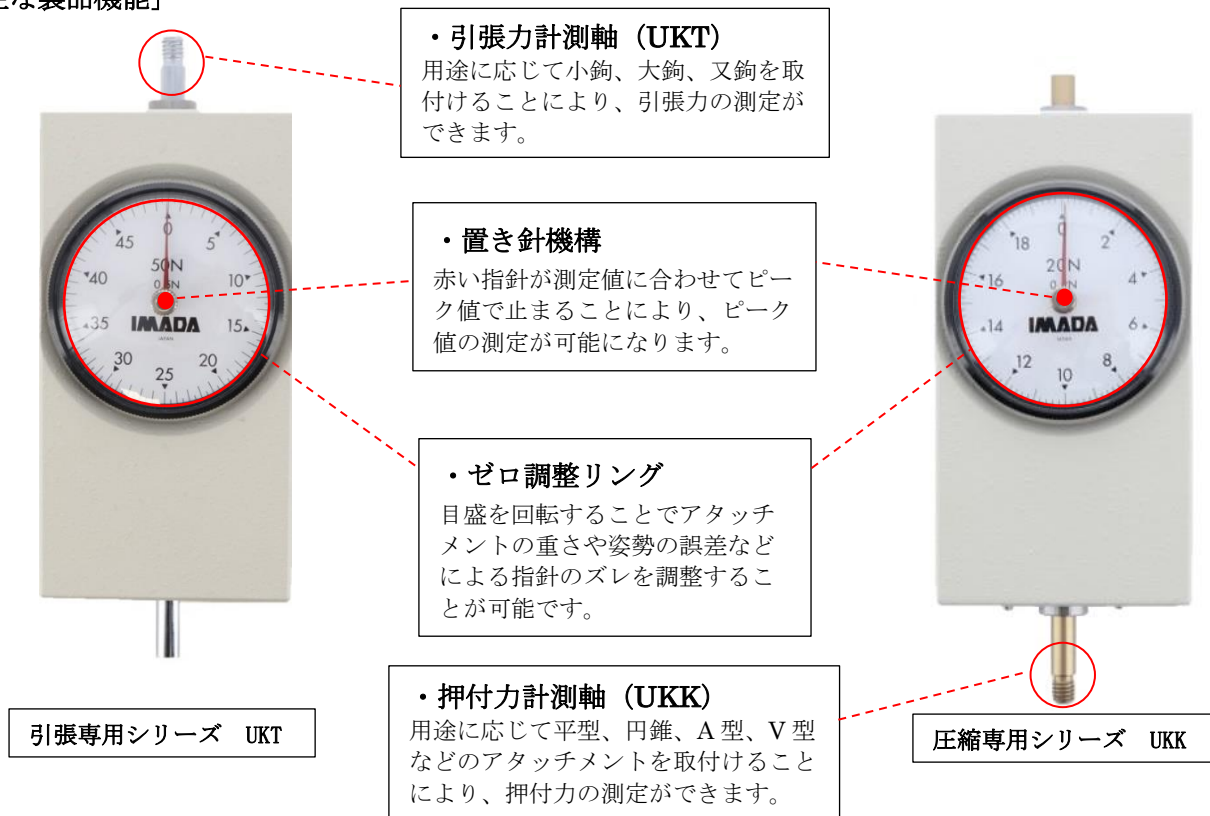 な製品機能］
・引張力計測軸（UKT）
用途に応じて小鉤、大鉤、又鉤を取
付けることにより、引張力の測定が
できます。
・置き針機構
赤い指針が測定値に合わせてピー
ク値で止まることにより、ピーク
値の測定が可能になります。
・ゼロ調整リング
目盛を回転することでアタッチ
メントの重さや姿勢の誤差など
による指針のズレを調整するこ
とが可能です。
・押付力計測軸（UKK）
用途に応じて平型、円錐、A 型、V 型
などのアタッチメントを取付けること
により、押付力の測定ができます。
引張専用シリーズ　UKT
圧縮専用シリーズ　UKK
0
5
10
15
20
25
30
35
40
45
50N
IMADA
JAPAN
0
2
4
6
8
10
12
14
16
18
20N
IMADA
JAPAN